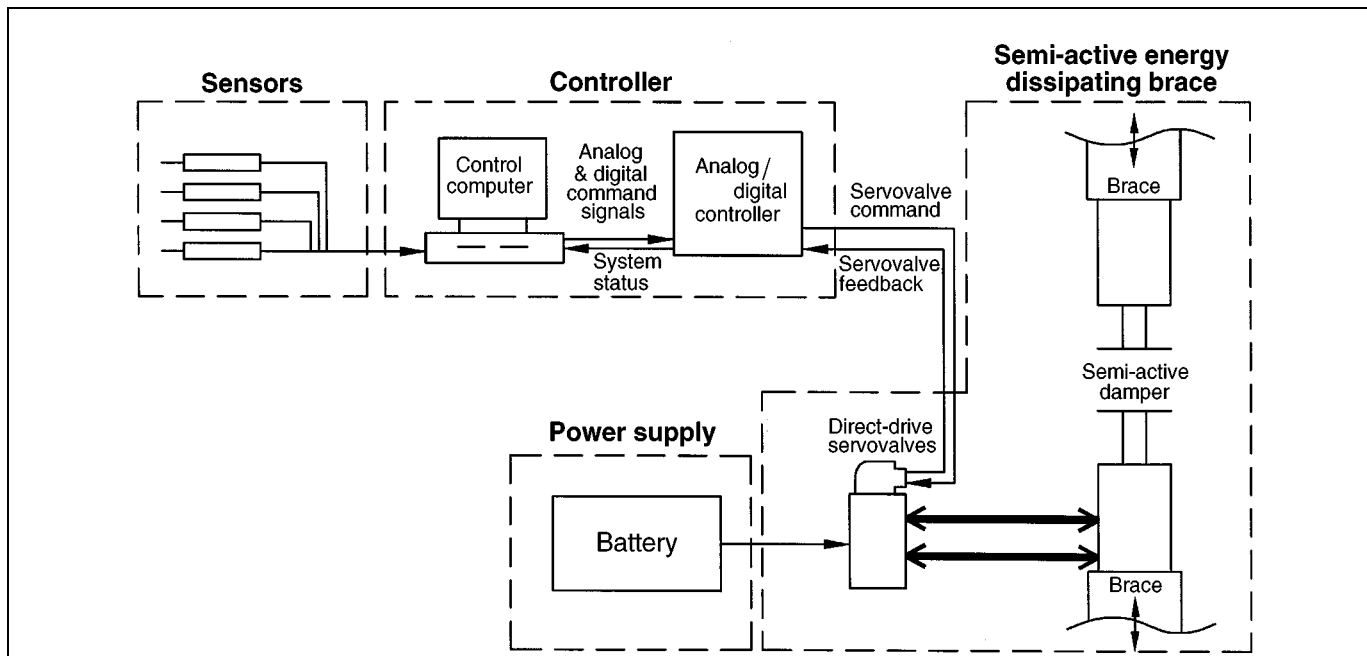 Sensors
Controller
Semi-active energy
dissipating brace
Control
computer
Analog
& digital
command
signals
System
status
Analog/
digital
controller
Servovalve
command
Servovalve
feedback
Brace
Semi-active
damper
Power supply
Battery
Direct-drive
servovalves
Brace